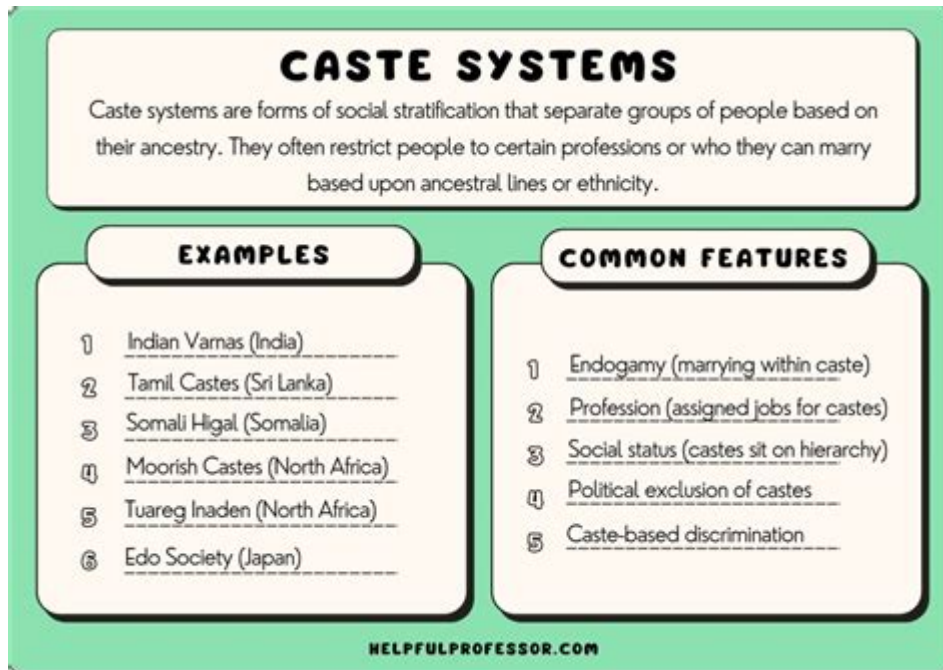 CASTE SYSTEMS
Caste systems are forms of social stratification that separate groups of people based on
their ancestry. They often restrict people to certain professions or who they can marry
based upon ancestral lines or ethnicity.
EXAMPLES
1 Indian Varnas (India)
2 Tamil Castes (Sri Lanka)
3 Somali Higal (Somalia)
4 Moorish Castes (North Africa)
5 Tuareg Inaden (North Africa)
6 Edo Society (Japan)
COMMON FEATURES
1 Endogamy (marrying within caste)
2 Profession (assigned jobs for castes)
3 Social status (castes sit on hierarchy)
4 Political exclusion of castes
5 Caste-based discrimination
HELPFULPROFESSOR.COM